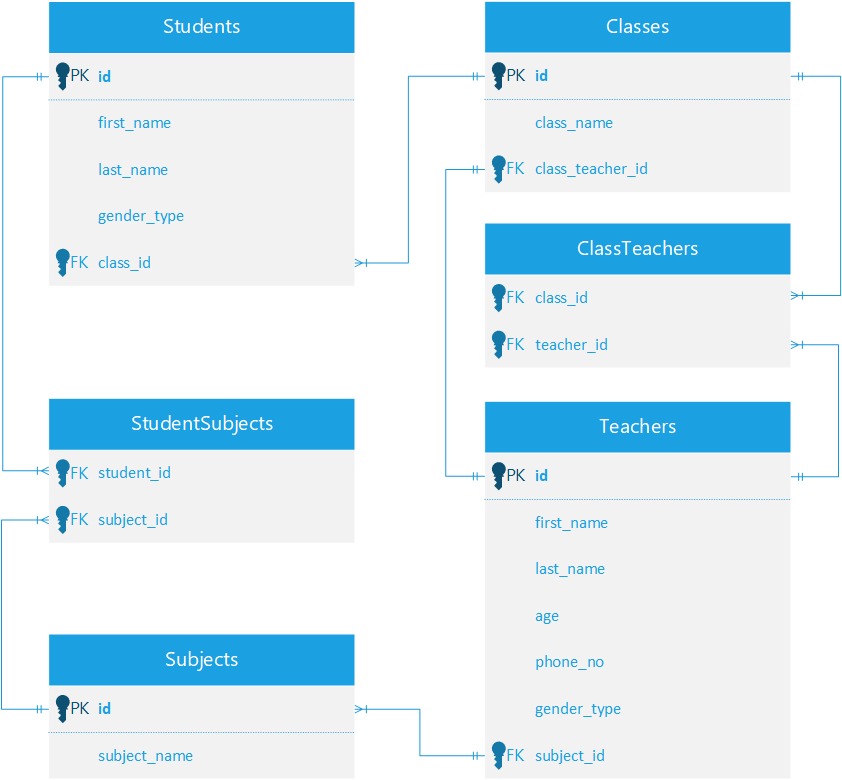 Students
PK id
first_name
last_name
gender_type
FK class_id
Classes
PK id
class_name
FK class_teacher_id
ClassTeachers
FK class_id
FK teacher_id
StudentSubjects
FK student_id
FK subject_id
Teachers
PK id
first_name
last_name
age
phone_no
gender_type
FK subject_id
Subjects
PK id
subject_name